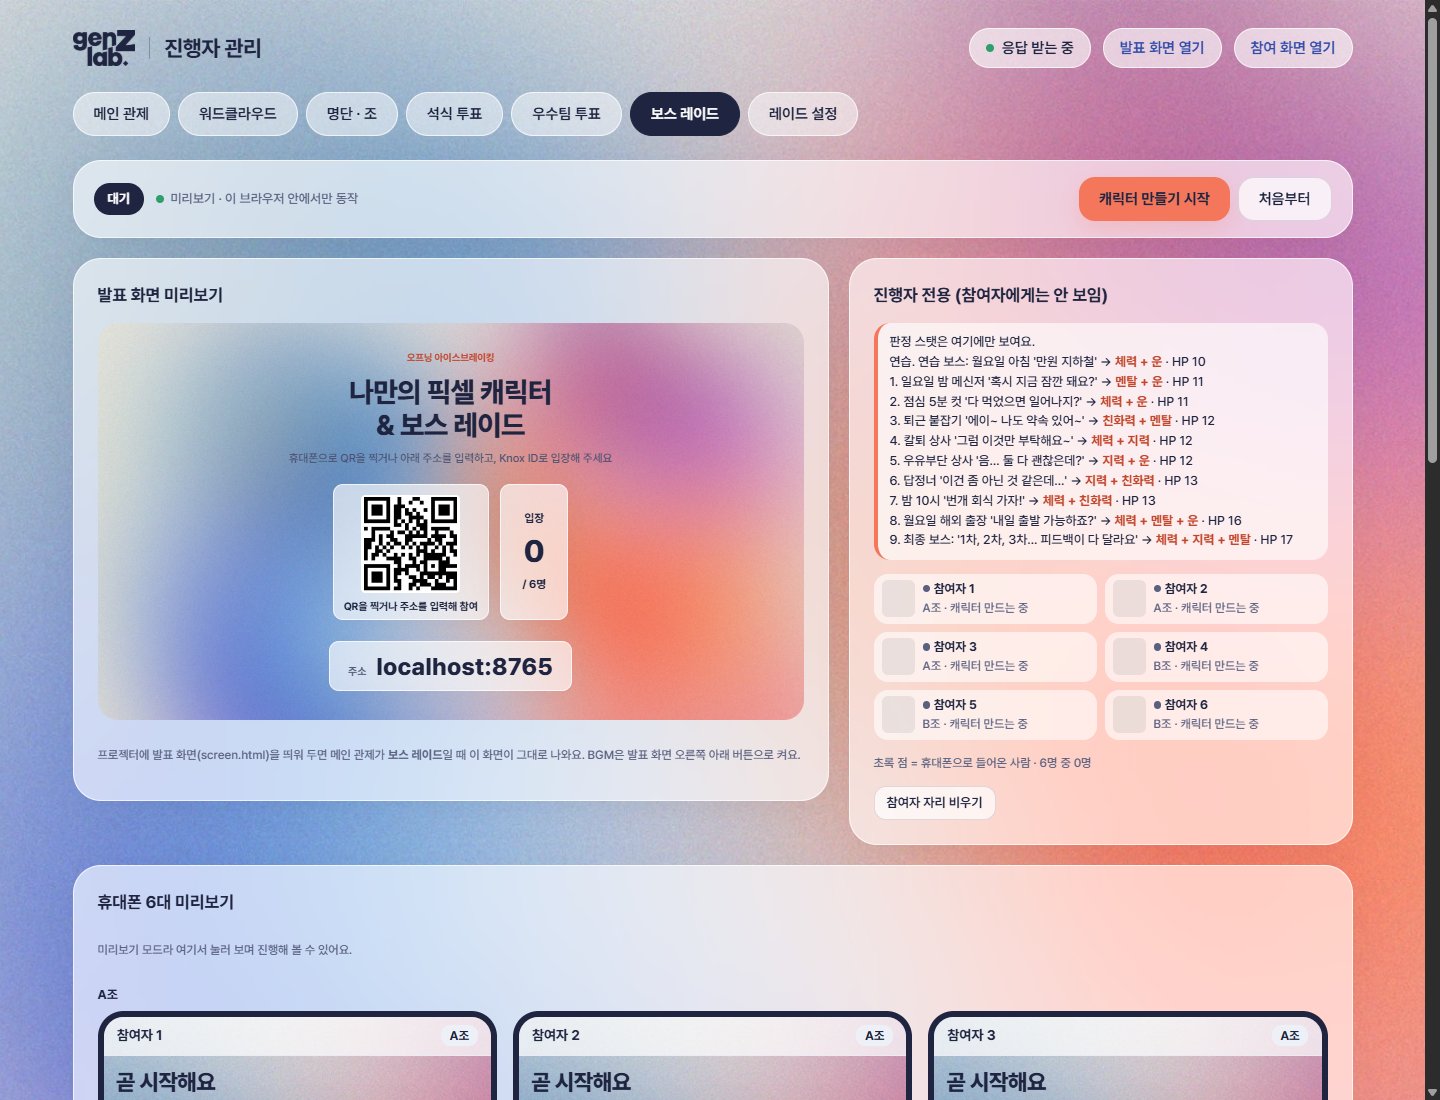 genZ lab.
진행자 관리
응답 받는 중
발표 화면 열기
참여 화면 열기
메인 관제
워드클라우드
명단 · 조
석식 투표
우수팀 투표
보스 레이드
레이드 설정
대기
미리보기 · 이 브라우저 안에서만 동작
캐릭터 만들기 시작
처음부터
발표 화면 미리보기
오프닝 아이스브레이킹
나만의 픽셀 캐릭터
& 보스 레이드
휴대폰으로 QR을 찍거나 아래 주소를 입력하고, Knox ID로 입장해 주세요
QR을 찍거나 주소를 입력해 참여
입장
0
/ 6명
주소 localhost:8765
프로젝터에 발표 화면(screen.html)을 띄워 두면 메인 관제가 보스 레이드일 때 이 화면이 그대로 나와요. BGM은 발표 화면 오른쪽 아래 버튼으로 켜요.
진행자 전용 (참여자에게는 안 보임)
판정 스탯은 여기에만 보여요.
연습. 연습 보스: 월요일 아침 '만원 지하철' → 체력 + 운 · HP 10
1. 일요일 밤 메신저 '혹시 지금 잠깐 돼요?' → 멘탈 + 운 · HP 11
2. 점심 5분 컷 '다 먹었으면 일어나지?' → 체력 + 운 · HP 11
3. 퇴근 붙잡기 '에이~ 나도 약속 있어~' → 친화력 + 멘탈 · HP 12
4. 칼퇴 상사 '그럼 이것만 부탁해요~' → 체력 + 지력 · HP 12
5. 우유부단 상사 '음... 둘 다 괜찮은데?' → 지력 + 운 · HP 12
6. 답정너 '이건 좀 아닌 것 같은데...' → 지력 + 친화력 · HP 13
7. 밤 10시 '번개 회식 가자!' → 체력 + 친화력 · HP 13
8. 월요일 해외 출장 '내일 출발 가능하죠?' → 체력 + 멘탈 + 운 · HP 16
9. 최종 보스: '1차, 2차, 3차... 피드백이 다 달라요' → 체력 + 지력 + 멘탈 · HP 17
참여자 1
A조 · 캐릭터 만드는 중
참여자 2
A조 · 캐릭터 만드는 중
참여자 3
A조 · 캐릭터 만드는 중
참여자 4
B조 · 캐릭터 만드는 중
참여자 5
B조 · 캐릭터 만드는 중
참여자 6
B조 · 캐릭터 만드는 중
초록 점 = 휴대폰으로 들어온 사람 · 6명 중 0명
참여자 자리 비우기
휴대폰 6대 미리보기
미리보기 모드라 여기서 눌러 보며 진행해 볼 수 있어요.
A조
참여자 1
A조
곧 시작해요
참여자 2
A조
곧 시작해요
참여자 3
A조
곧 시작해요